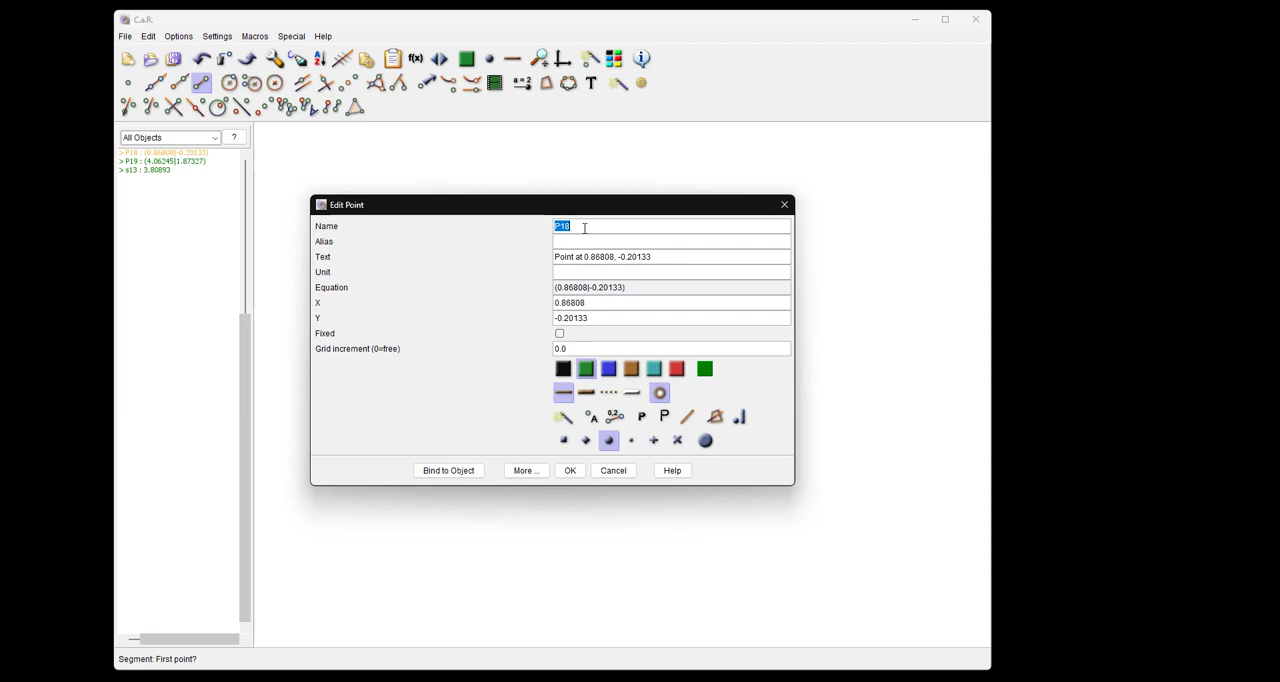 C.a.R.
File Edit Options Settings Macros Special Help
f(x)
a = 2 T
All Objects ?
> P18 : (0.86808|-0.20133)
> P19 : (4.06245|1.87327)
> s13 : 3.80893
Edit Point
Name P18
Alias
Text Point at 0.86808, -0.20133
Unit
Equation (0.86808|-0.20133)
X 0.86808
Y -0.20133
Fixed
Grid increment (0=free) 0.0
A 0,2 P P
Bind to Object More ... OK Cancel Help
Segment: First point?